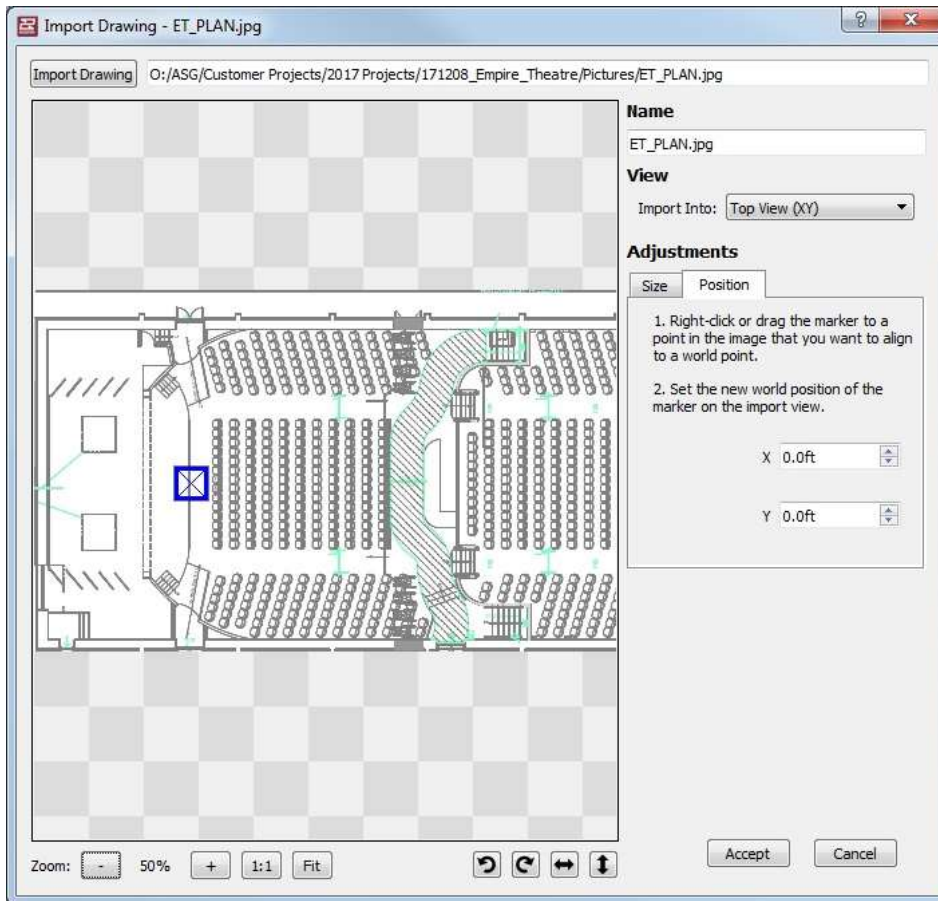 Import Drawing - ET_PLAN.jpg
?
Import Drawing
O:/ASG/Customer Projects/2017 Projects/171208_Empire_Theatre/Pictures/ET_PLAN.jpg
Name
ET_PLAN.jpg
View
Import Into: Top View (XY)
Adjustments
Size Position
1. Right-click or drag the marker to a
point in the image that you want to align
to a world point.
2. Set the new world position of the
marker on the import view.
X 0.0ft
Y 0.0ft
Zoom: - 50% + 1:1 Fit
Accept Cancel